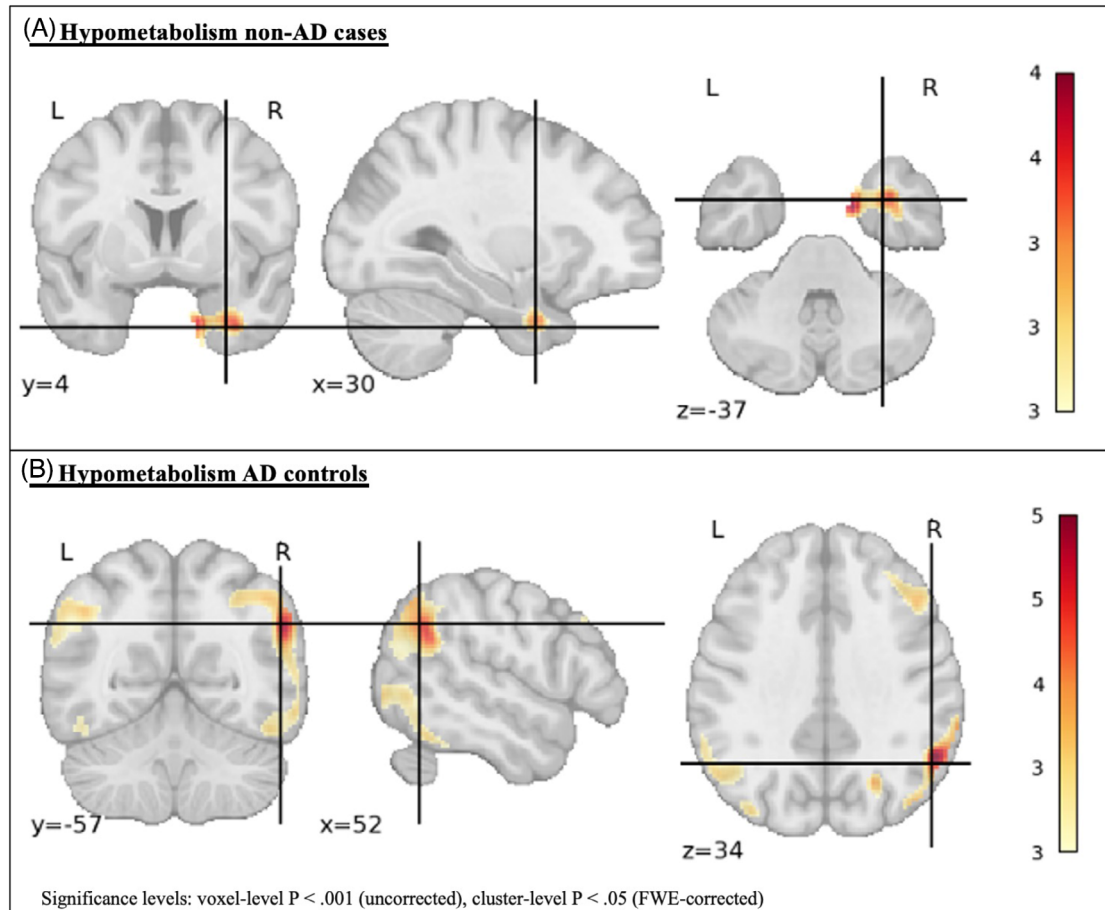 (A) Hypometabolism non-AD cases
L R
L R
y=4
x=30
z=-37
4
4
3
3
3
(B) Hypometabolism AD controls
L R
L R
y=-57
x=52
z=34
5
5
4
3
3
Significance levels: voxel-level P < .001 (uncorrected), cluster-level P < .05 (FWE-corrected)